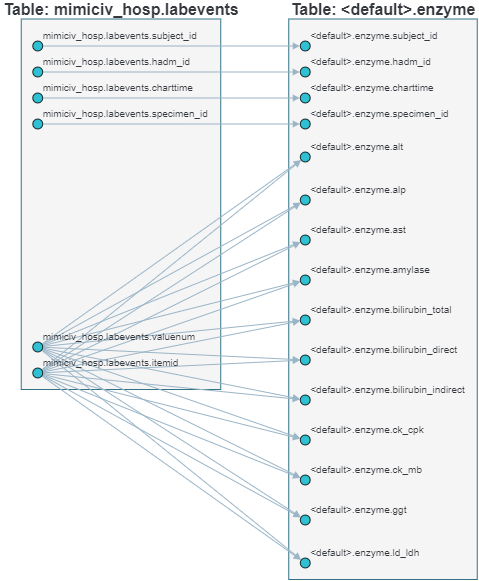 Table: mimiciv_hosp.labevents
mimiciv_hosp.labevents.subject_id
mimiciv_hosp.labevents.hadm_id
mimiciv_hosp.labevents.charttime
mimiciv_hosp.labevents.specimen_id
mimiciv_hosp.labevents.valuenum
mimiciv_hosp.labevents.itemid
Table: <default>.enzyme
<default>.enzyme.subject_id
<default>.enzyme.hadm_id
<default>.enzyme.charttime
<default>.enzyme.specimen_id
<default>.enzyme.alt
<default>.enzyme.alp
<default>.enzyme.ast
<default>.enzyme.amylase
<default>.enzyme.bilirubin_total
<default>.enzyme.bilirubin_direct
<default>.enzyme.bilirubin_indirect
<default>.enzyme.ck_cpk
<default>.enzyme.ck_mb
<default>.enzyme.ggt
<default>.enzyme.ld_ldh